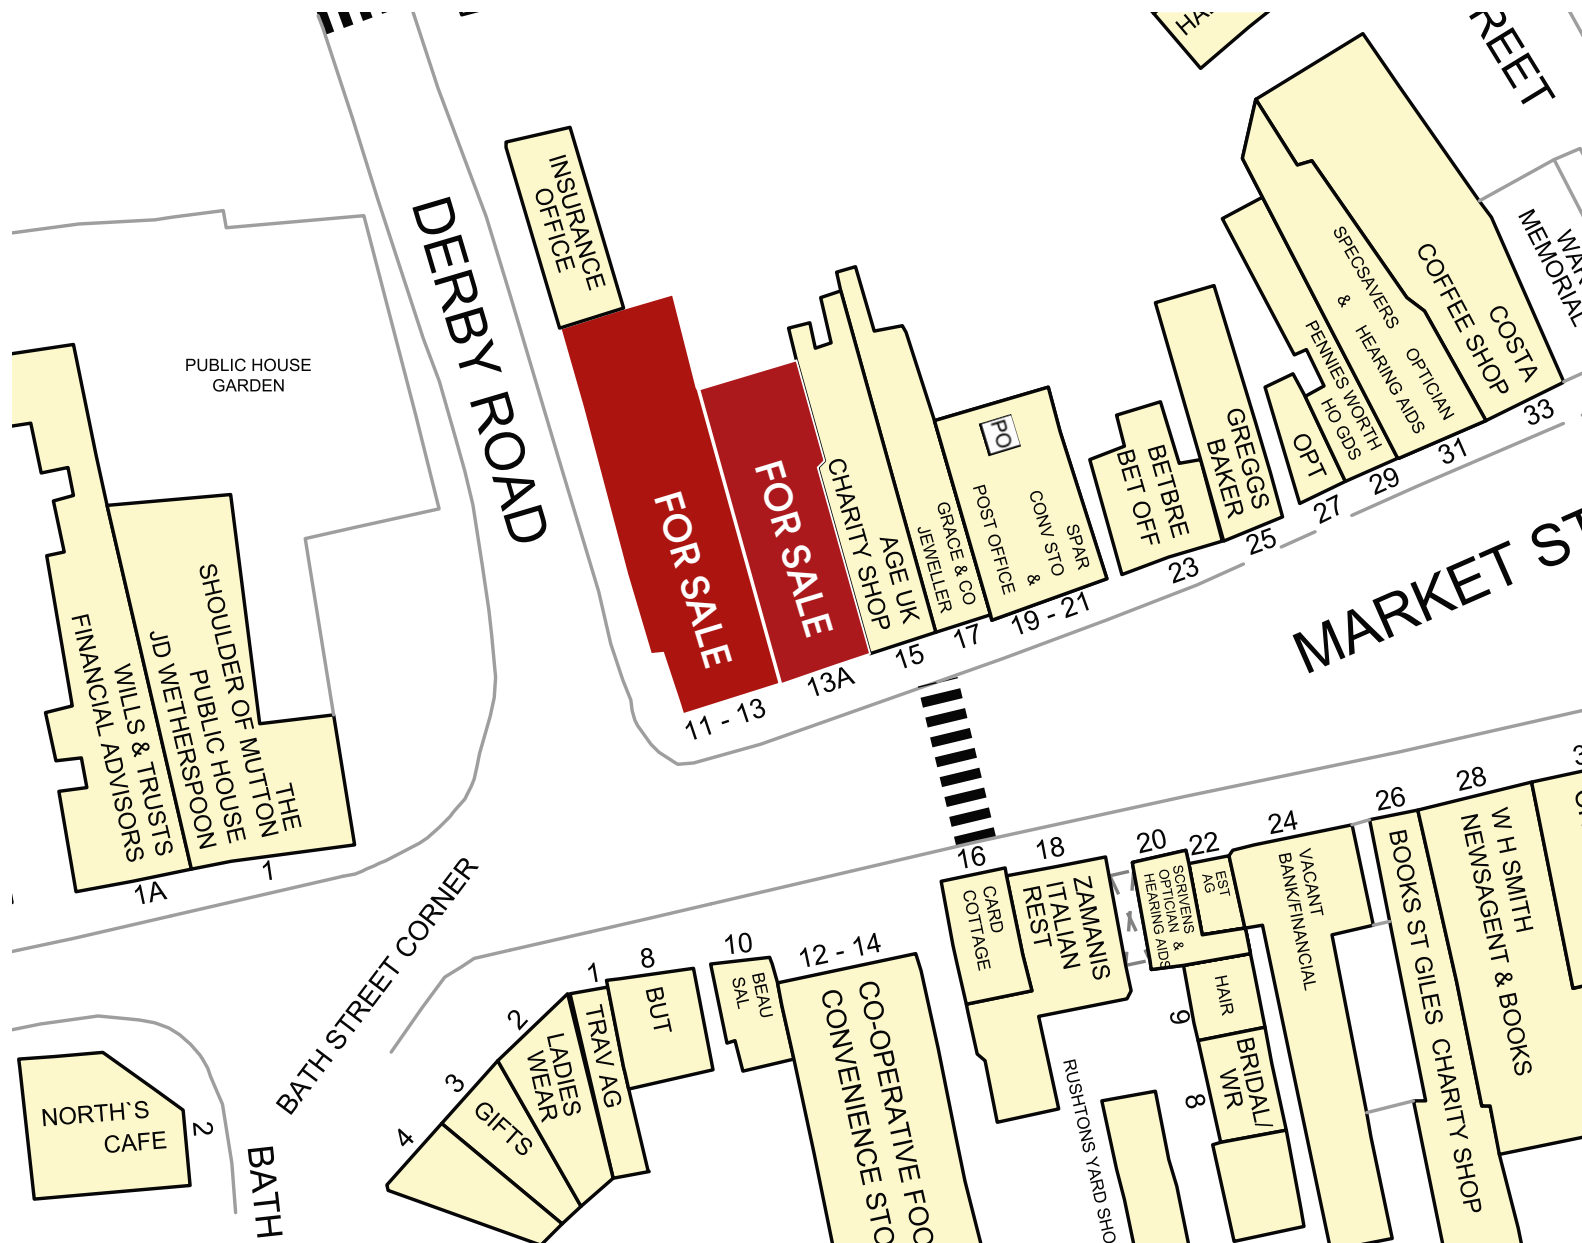 HA
REET
INSURANCE
OFFICE
DERBY ROAD
PUBLIC HOUSE
GARDEN
WAR
MEMORIAL
COSTA
COFFEE SHOP
33
SPECSAVERS OPTICIAN
& HEARING AIDS
31
PENNIES WORTH
HO GDS
29
OPT
27
GREGGS
BAKER
25
BETBRE
BET OFF
23
PO
SPAR
CONV STO &
POST OFFICE
19 - 21
GRACE & CO
JEWELLER
17
AGE UK
CHARITY SHOP
15
FOR SALE
13A
FOR SALE
11 - 13
MARKET ST
THE
SHOULDER OF MUTTON
PUBLIC HOUSE
JD WETHERSPOON
1
WILLS & TRUSTS
FINANCIAL ADVISORS
1A
BATH STREET CORNER
NORTH`S
CAFE
2
BATH
4
3
GIFTS
2
LADIES
WEAR
1
TRAV AG
8
BUT
10
BEAU
SAL
12 - 14
CO-OPERATIVE FOO
CONVENIENCE STO
16
CARD
COTTAGE
18
ZAMANIS
ITALIAN
REST
20
SCRIVENS
OPTICIAN &
HEARING AIDS
22
EST
AG
24
VACANT
BANK/FINANCIAL
HAIR
9
BRIDAL/
WR
8
RUSHTONS YARD SHO
26
BOOKS ST GILES CHARITY SHOP
28
W H SMITH
NEWSAGENT & BOOKS